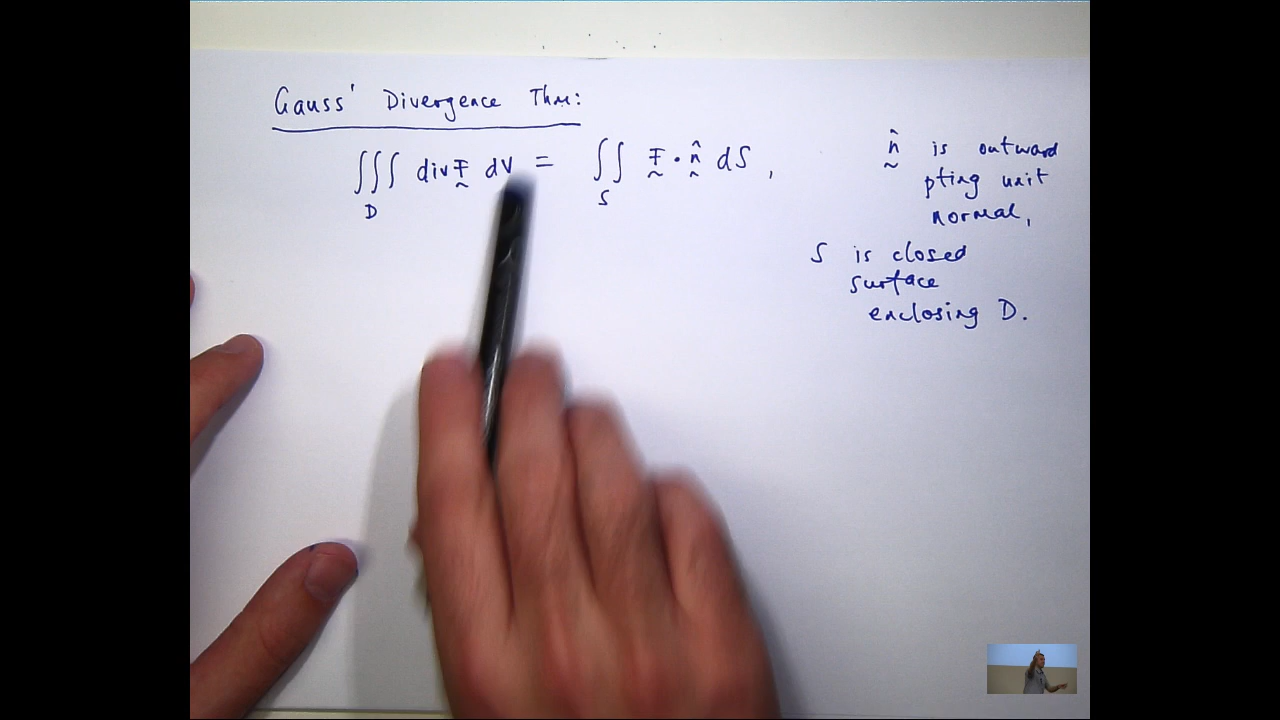 Gauss' Divergence Thm:
∭ div F̰ dV = ∬ F̰ · n̰̂ dS ,
D S
n̰̂ is outward
pting unit
normal,
S is closed
surface
enclosing D.